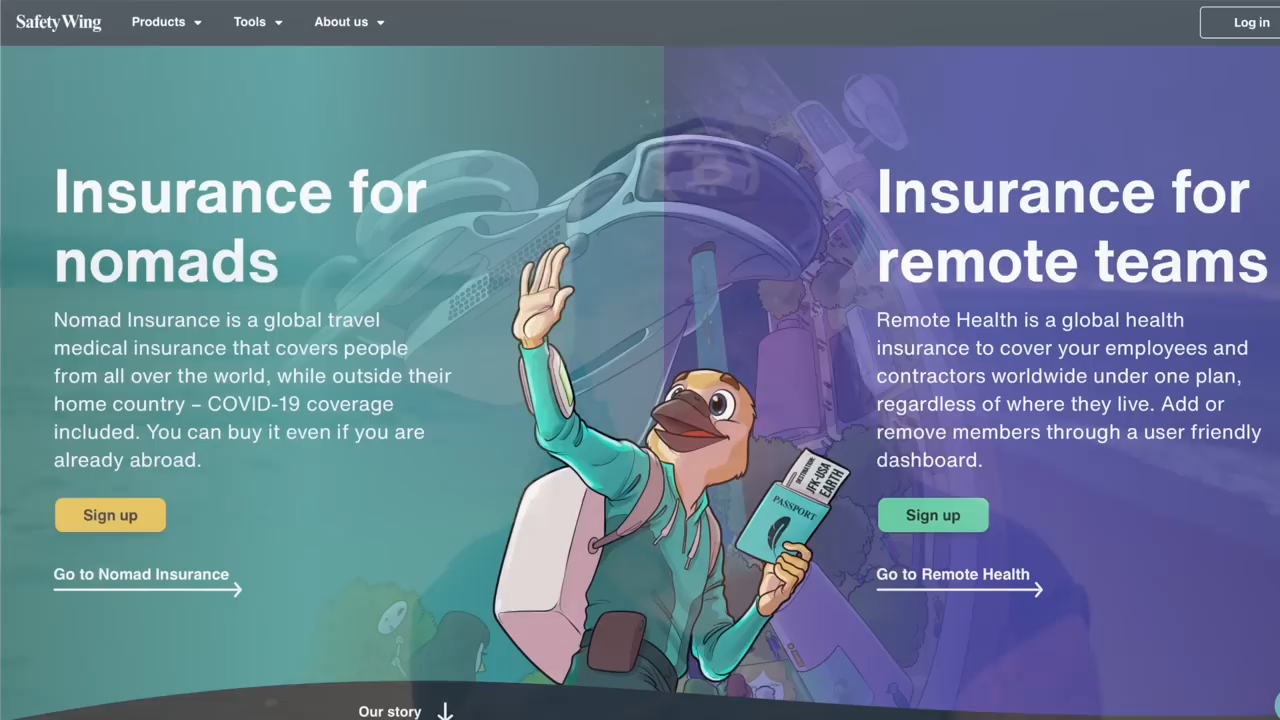 SafetyWing
Products
Tools
About us
Log in
Insurance for
nomads
Nomad Insurance is a global travel
medical insurance that covers people
from all over the world, while outside their
home country – COVID-19 coverage
included. You can buy it even if you are
already abroad.
Sign up
Go to Nomad Insurance
Insurance for
remote teams
Remote Health is a global health
insurance to cover your employees and
contractors worldwide under one plan,
regardless of where they live. Add or
remove members through a user friendly
dashboard.
Sign up
Go to Remote Health
DESTINATION:
JFK-USA
EARTH
PASSPORT
Our story